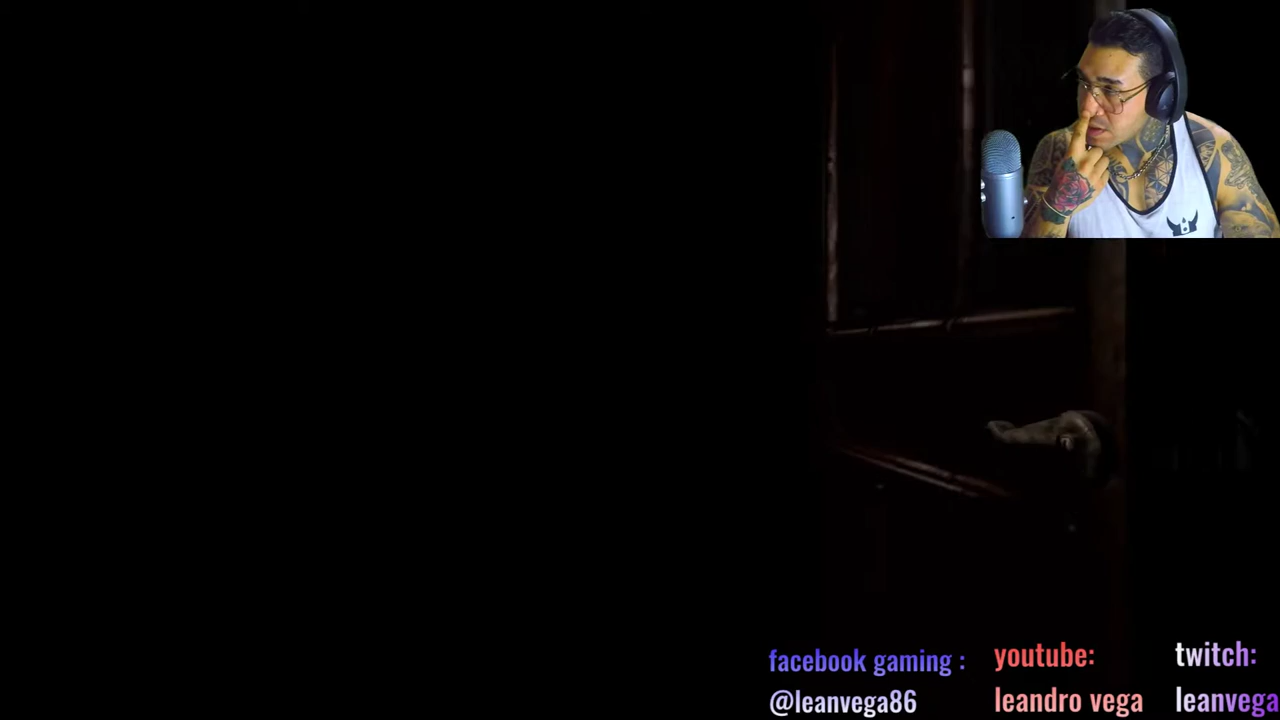 facebook gaming :
@leanvega86
youtube:
leandro vega
twitch:
leanvega